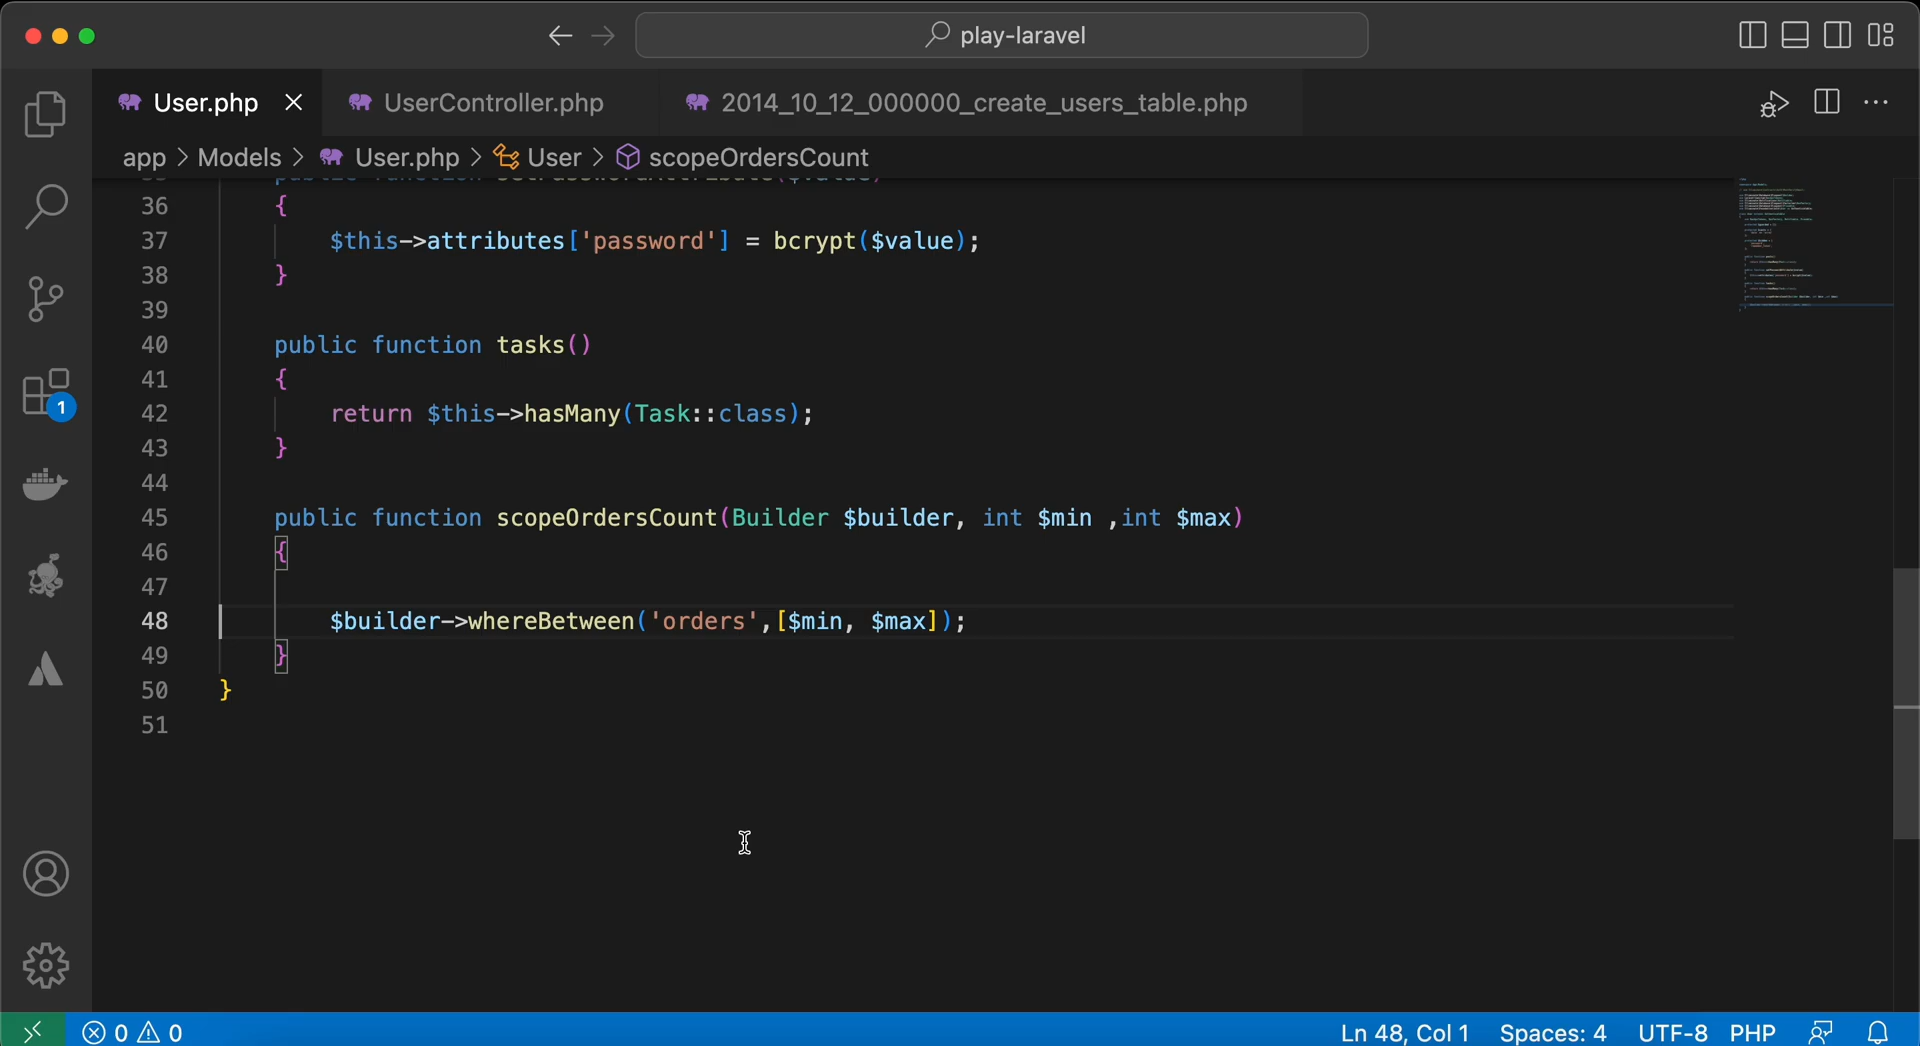 play-laravel
User.php
UserController.php
2014_10_12_000000_create_users_table.php
app > Models > User.php > User > scopeOrdersCount
36 {
37 $this->attributes['password'] = bcrypt($value);
38 }
39
40 public function tasks()
41 {
42 return $this->hasMany(Task::class);
43 }
44
45 public function scopeOrdersCount(Builder $builder, int $min ,int $max)
46 {
47
48 $builder->whereBetween('orders',[$min, $max]);
49 }
50 }
51
1
0 0
Ln 48, Col 1 Spaces: 4 UTF-8 PHP